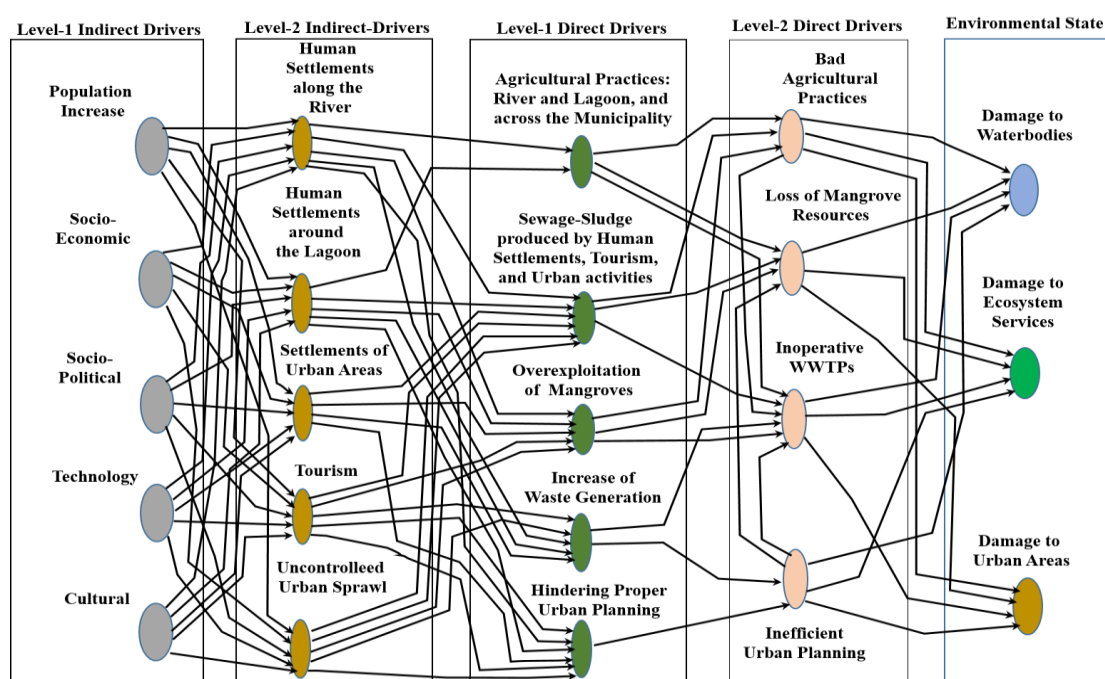 Level-1 Indirect Drivers
Population
Increase
Socio-
Economic
Socio-
Political
Technology
Cultural
Level-2 Indirect-Drivers
Human
Settlements
along the
River
Human
Settlements
around
the Lagoon
Settlements of
Urban Areas
Tourism
Uncontrolleed
Urban Sprawl
Level-1 Direct Drivers
Agricultural Practices:
River and Lagoon, and
across the Municipality
Sewage-Sludge
produced by Human
Settlements, Tourism,
and Urban activities
Overexploitation
of Mangroves
Increase of
Waste Generation
Hindering Proper
Urban Planning
Level-2 Direct Drivers
Bad
Agricultural
Practices
Loss of Mangrove
Resources
Inoperative
WWTPs
Inefficient
Urban Planning
Environmental State
Damage to
Waterbodies
Damage to
Ecosystem
Services
Damage to
Urban Areas